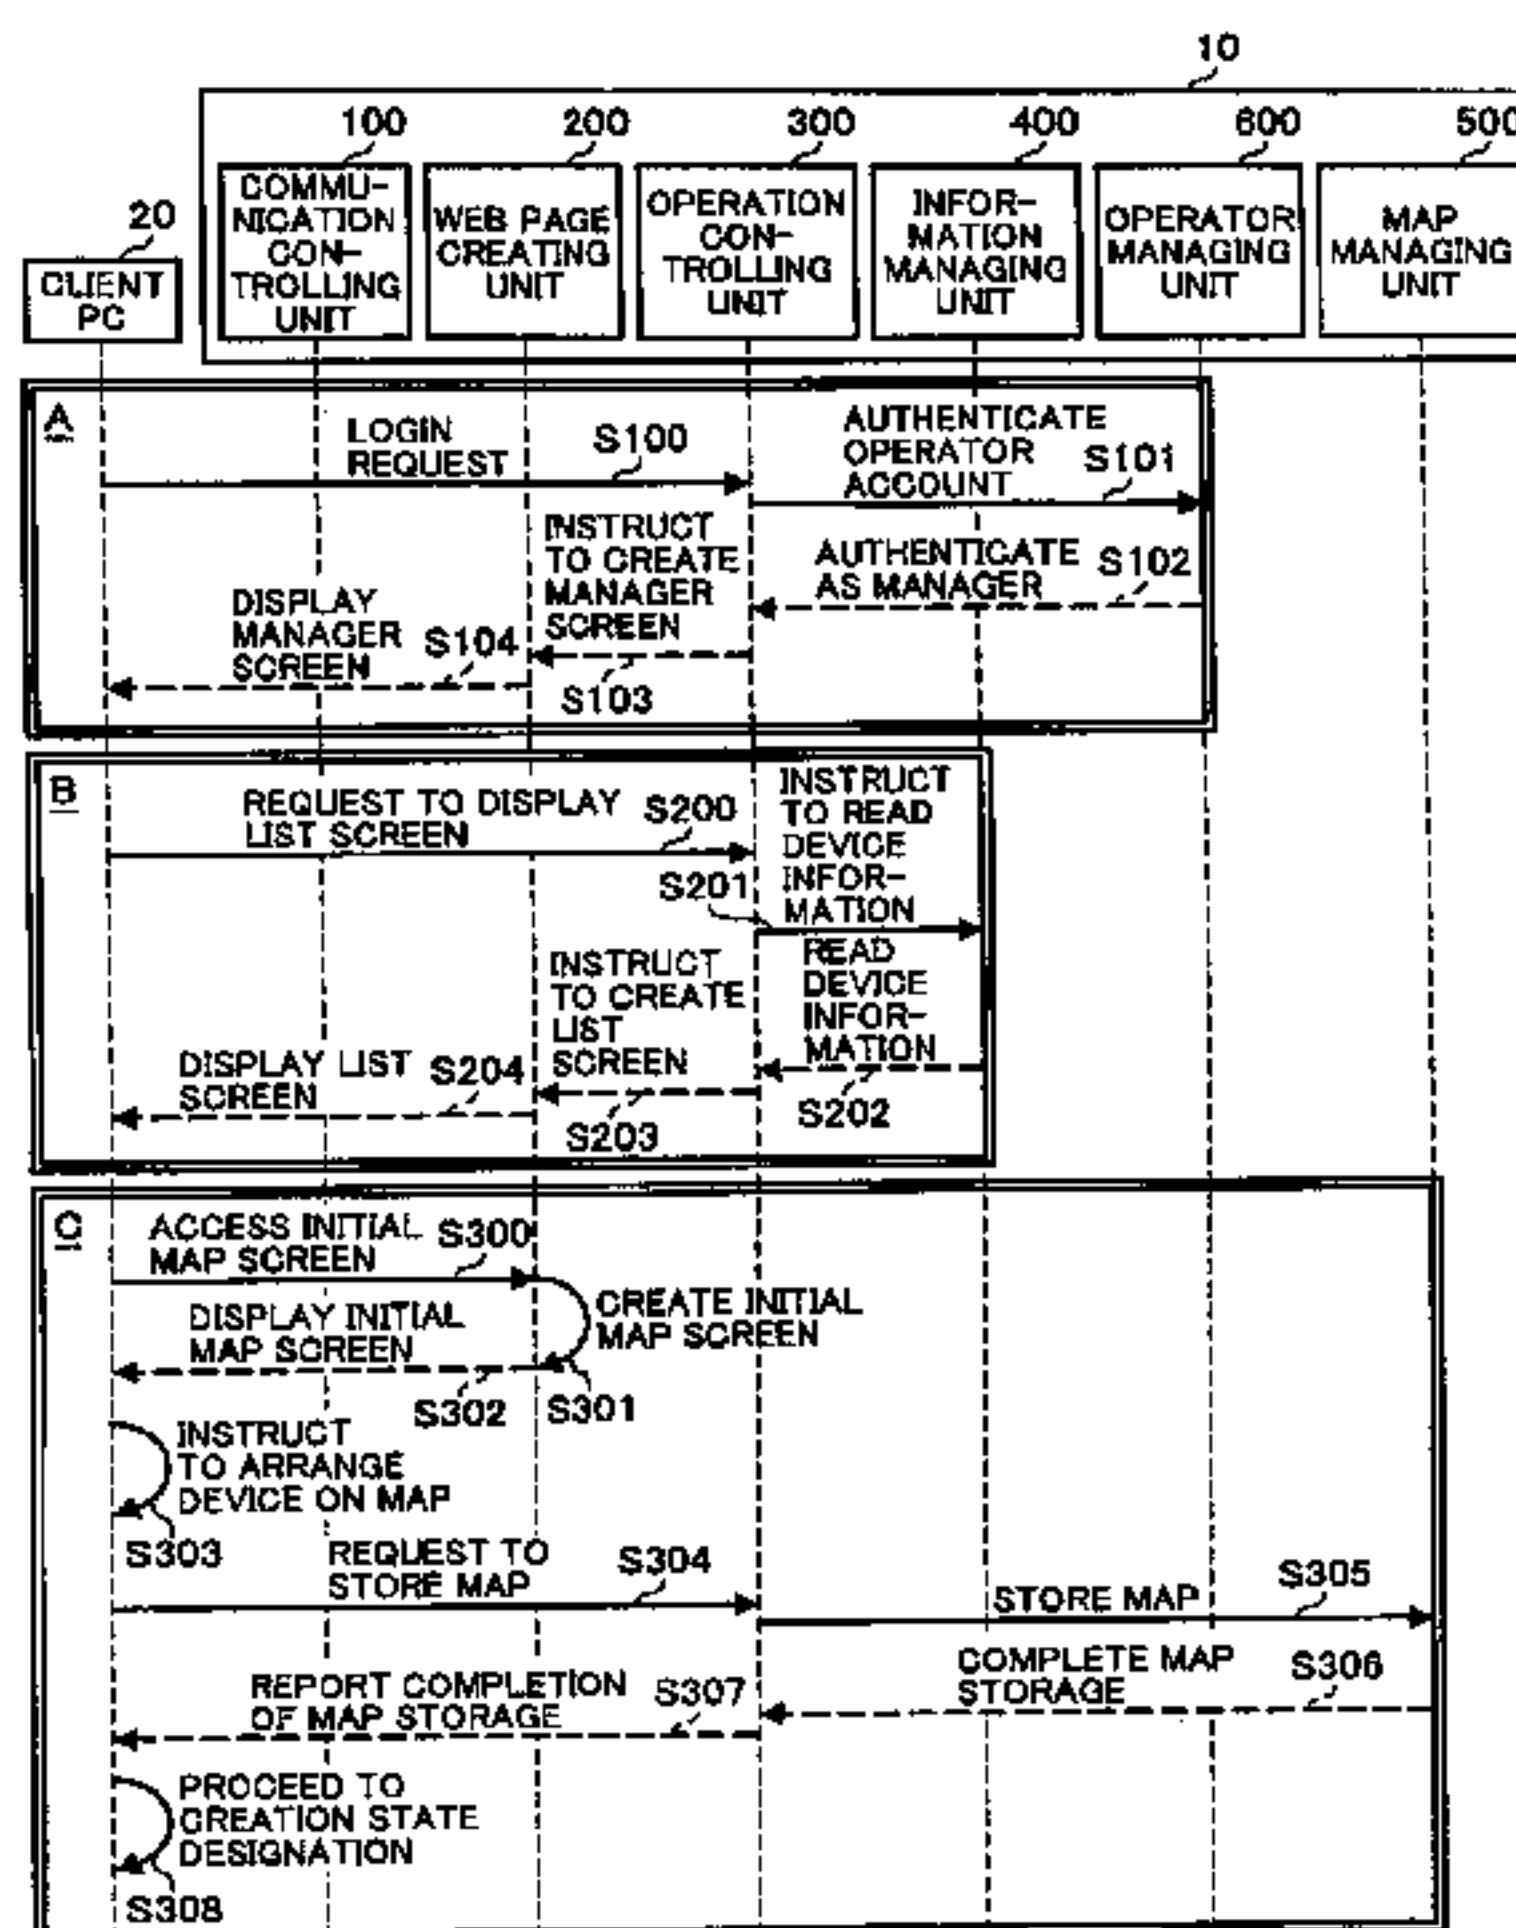 10
100
200
300
400
600
500
20
CLIENT
PC
COMMU-
NICATION
CON-
TROLLING
UNIT
WEB PAGE
CREATING
UNIT
OPERATION
CON-
TROLLING
UNIT
INFOR-
MATION
MANAGING
UNIT
OPERATOR
MANAGING
UNIT
MAP
MANAGING
UNIT
A
LOGIN
REQUEST
S100
AUTHENTICATE
OPERATOR
ACCOUNT
S101
AUTHENTICATE
AS MANAGER
S102
INSTRUCT
TO CREATE
MANAGER
SCREEN
S103
DISPLAY
MANAGER
SCREEN
S104
B
REQUEST TO DISPLAY
LIST SCREEN
S200
INSTRUCT
TO READ
DEVICE
INFOR-
MATION
S201
READ
DEVICE
INFOR-
MATION
S202
INSTRUCT
TO CREATE
LIST
SCREEN
S203
DISPLAY LIST
SCREEN
S204
C
ACCESS INITIAL
MAP SCREEN
S300
CREATE INITIAL
MAP SCREEN
S301
DISPLAY INITIAL
MAP SCREEN
S302
INSTRUCT
TO ARRANGE
DEVICE ON MAP
S303
REQUEST TO
STORE MAP
S304
STORE MAP
S305
COMPLETE MAP
STORAGE
S306
REPORT COMPLETION
OF MAP STORAGE
S307
PROCEED TO
CREATION STATE
DESIGNATION
S308